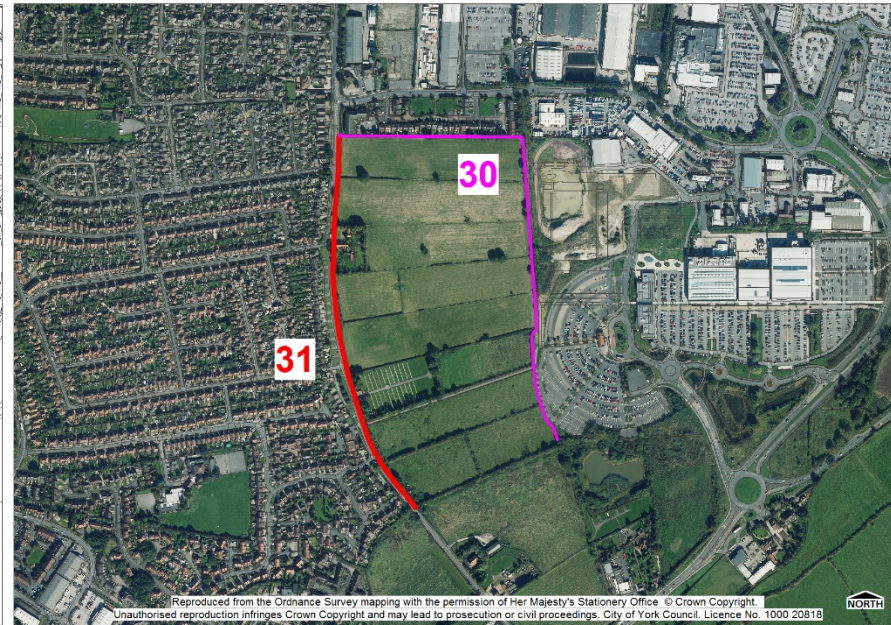 30
31
Reproduced from the Ordnance Survey mapping with the permission of Her Majesty's Stationery Office © Crown Copyright.
Unauthorised reproduction infringes Crown Copyright and may lead to prosecution or civil proceedings. City of York Council. Licence No. 1000 20818
NORTH